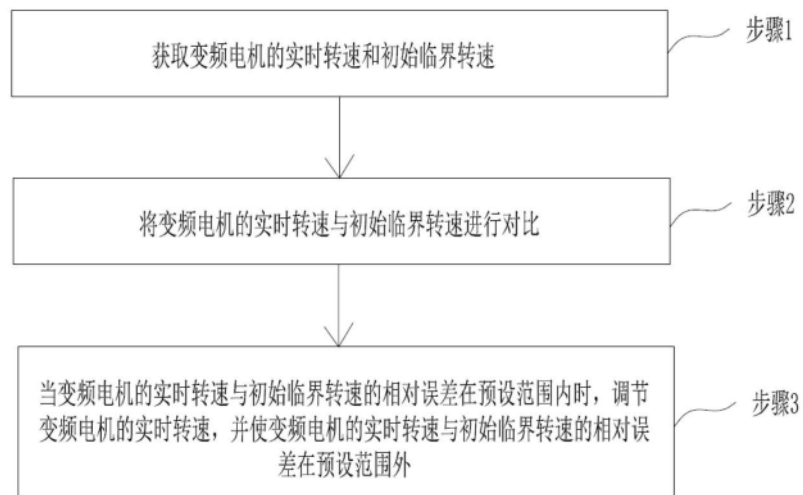 获取变频电机的实时转速和初始临界转速
步骤1
将变频电机的实时转速与初始临界转速进行对比
步骤2
当变频电机的实时转速与初始临界转速的相对误差在预设范围内时，调节
变频电机的实时转速，并使变频电机的实时转速与初始临界转速的相对误
差在预设范围外
步骤3